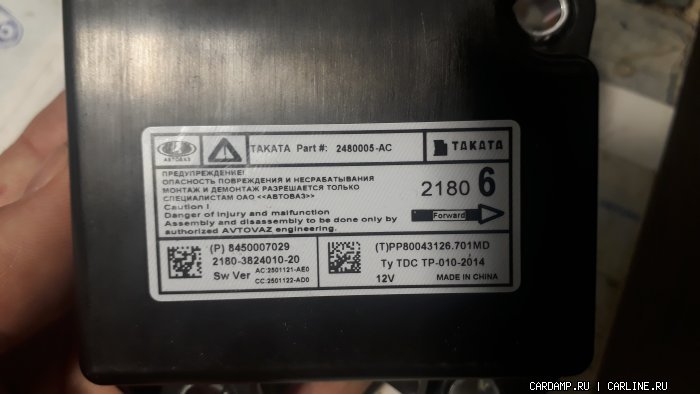 АВТОВАЗ
TAKATA Part #: 2480005-AC
TAKATA
ПРЕДУПРЕЖДЕНИЕ!
ОПАСНОСТЬ ПОВРЕЖДЕНИЯ И НЕСРАБАТЫВАНИЯ
МОНТАЖ И ДЕМОНТАЖ РАЗРЕШАЕТСЯ ТОЛЬКО
СПЕЦИАЛИСТАМ ОАО <<АВТОВАЗ>>
Caution !
Danger of injury and malfunction
Assembly and disassembly to be done only by
authorized AVTOVAZ engineering.
2180 6
Forward
(P) 8450007029
2180-3824010-20
Sw Ver AC:2501121-AE0
CC:2501122-AD0
(T)PP80043126.701MD
Ty TDC TP-010-2014
12V MADE IN CHINA
CARDAMP.RU | CARLINE.RU